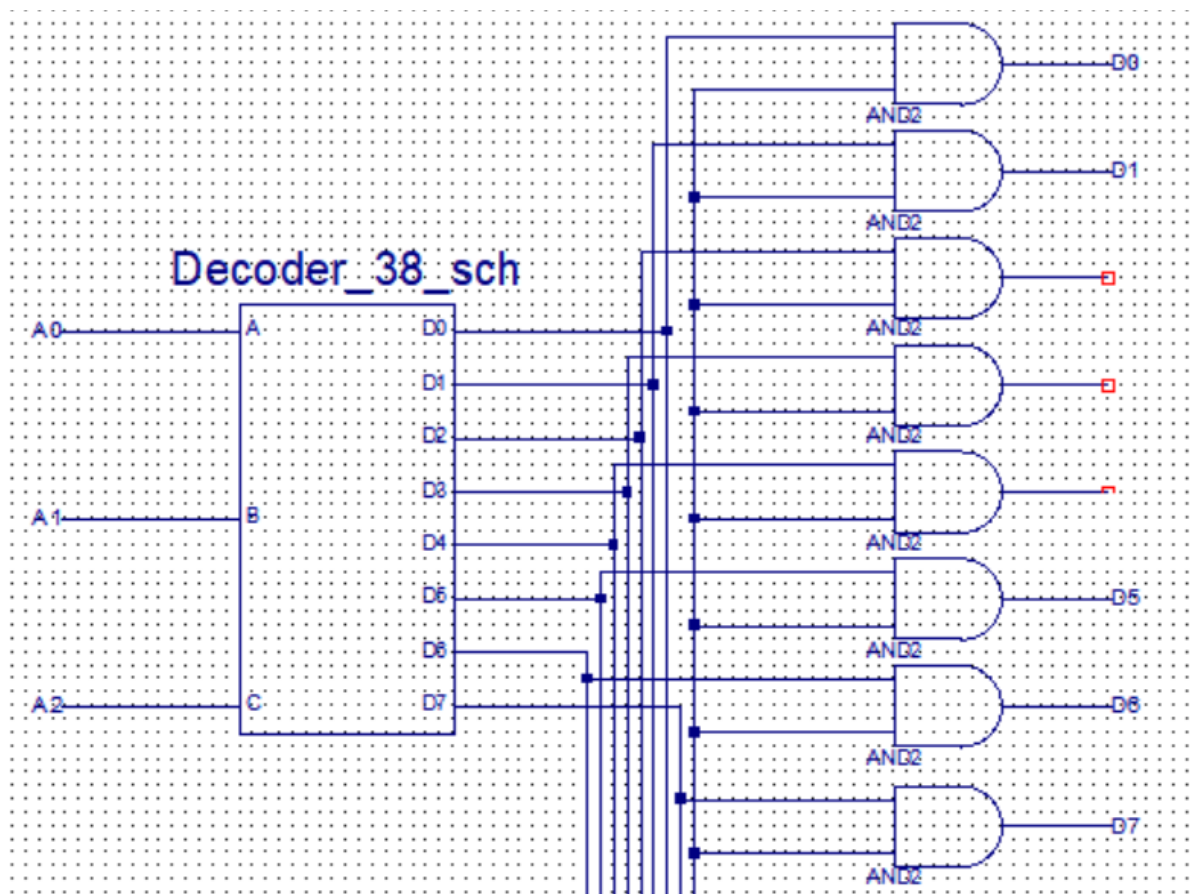 D0
AND2
D1
AND2
Decoder_38_sch
AND2
A0
A
D0
D1
AND2
D2
D3
A1
B
D4
AND2
D5
D5
D6
AND2
A2
C
D7
D6
AND2
D7
AND2